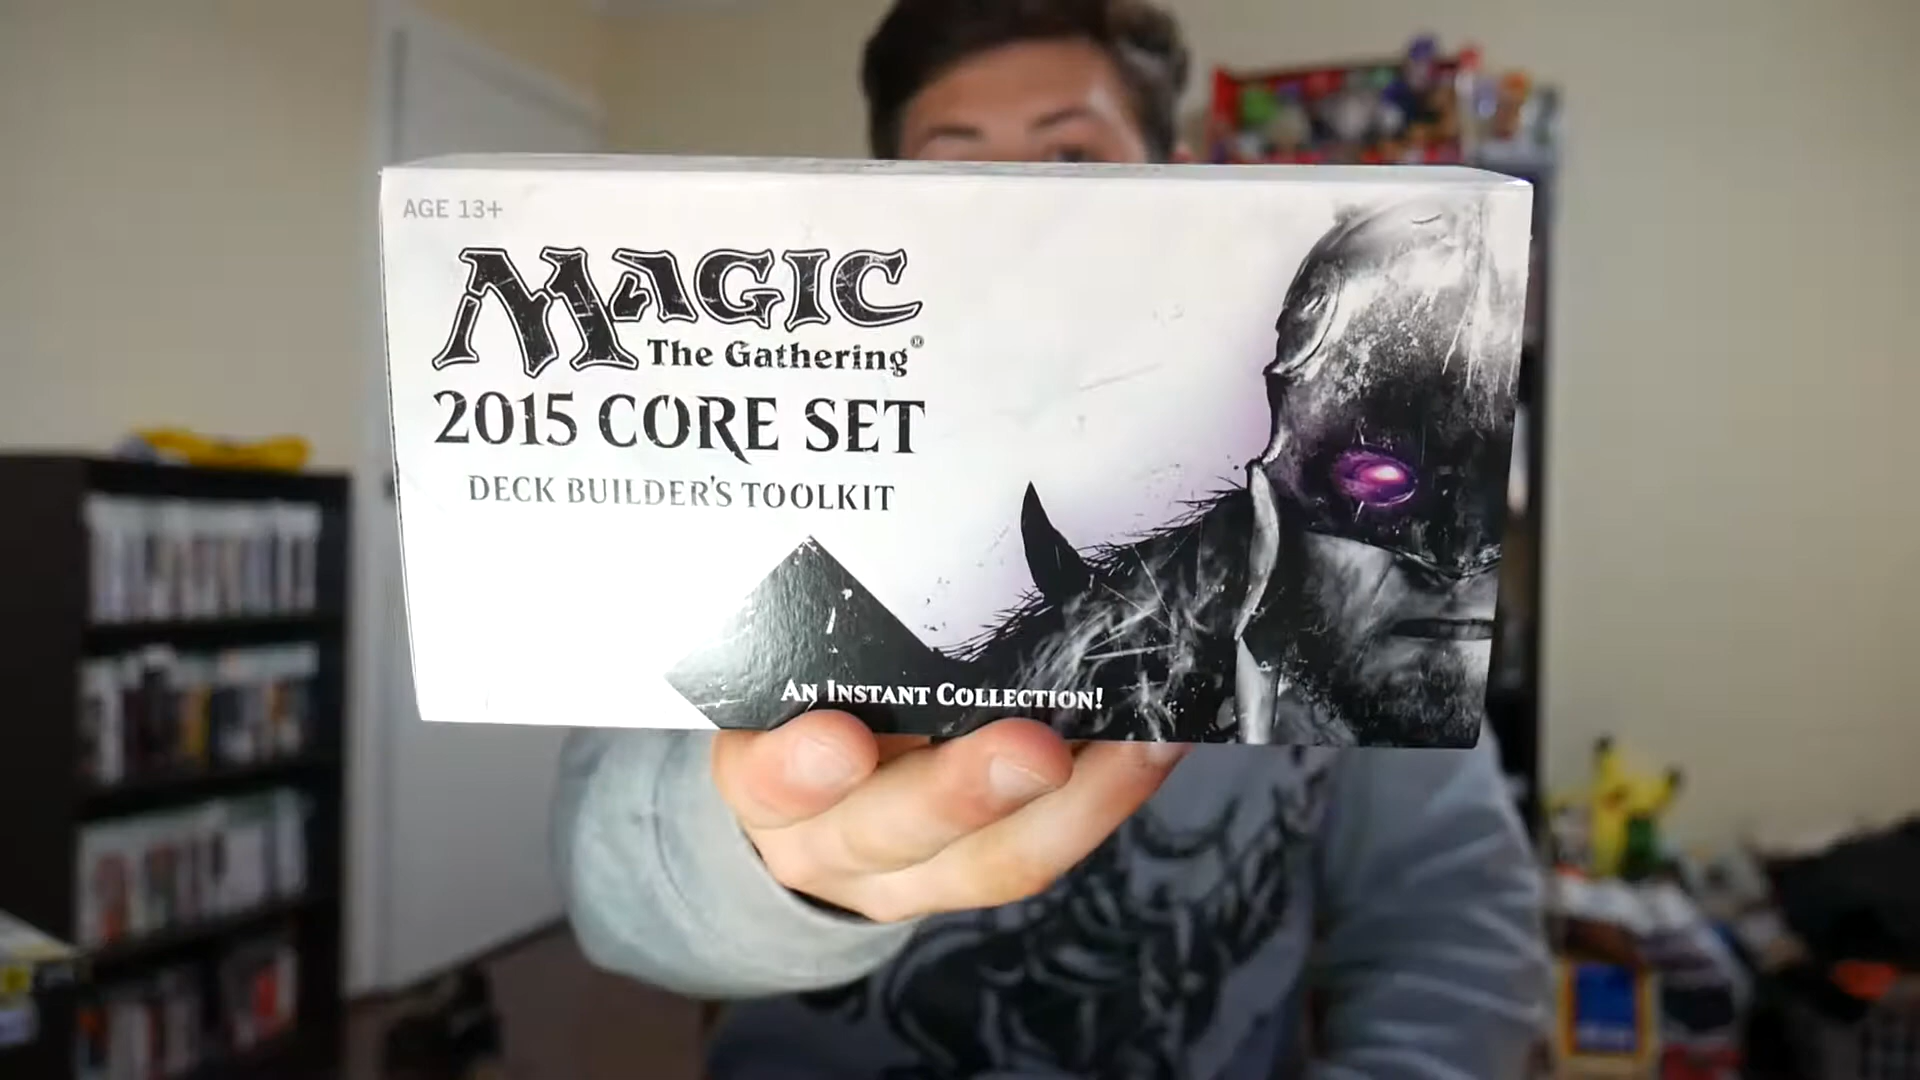 AGE 13+
MAGIC
The Gathering®
2015 CORE SET
DECK BUILDER'S TOOLKIT
AN INSTANT COLLECTION!